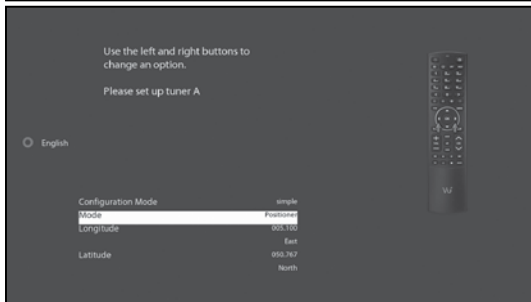 Use the left and right buttons to
change an option.
Please set up tuner A
English
Configuration Mode simple
Mode Positioner
Longitude 005.100
East
Latitude 050.767
North